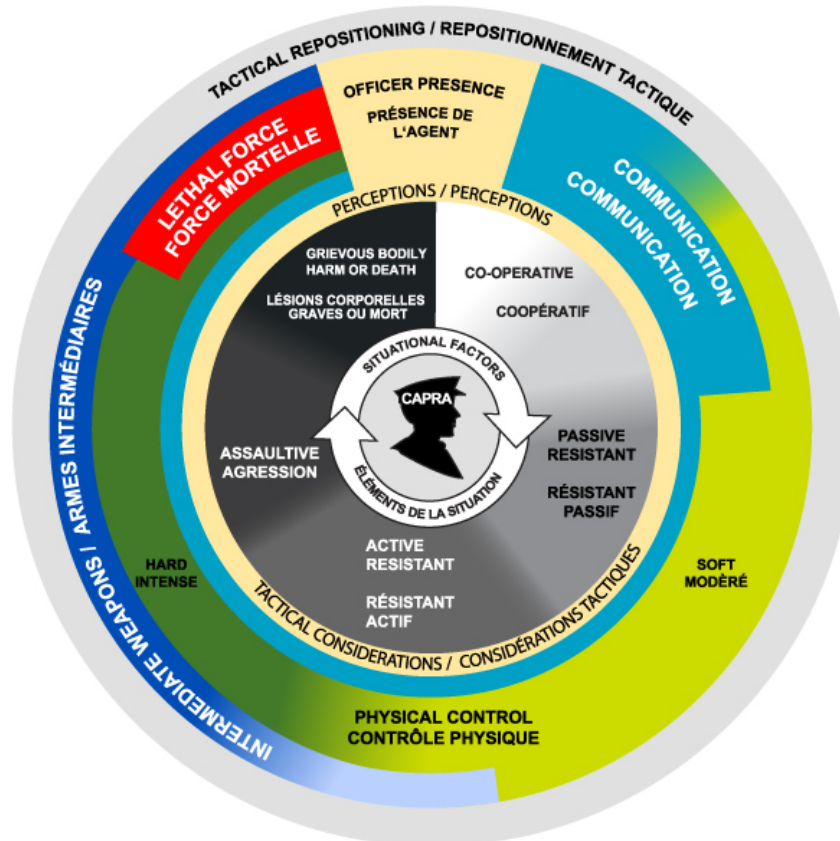 TACTICAL REPOSITIONING / REPOSITIONNEMENT TACTIQUE
OFFICER PRESENCE
PRÉSENCE DE
L'AGENT
COMMUNICATION
COMMUNICATION
LETHAL FORCE
FORCE MORTELLE
PERCEPTIONS / PERCEPTIONS
GRIEVOUS BODILY
HARM OR DEATH
LÉSIONS CORPORELLES
GRAVES OU MORT
CO-OPERATIVE
COOPÉRATIF
SITUATIONAL FACTORS
CAPRA
ÉLÉMENTS DE LA SITUATION
ASSAULTIVE
AGRESSION
PASSIVE
RESISTANT
RÉSISTANT
PASSIF
ACTIVE
RESISTANT
RÉSISTANT
ACTIF
TACTICAL CONSIDERATIONS / CONSIDÉRATIONS TACTIQUES
HARD
INTENSE
SOFT
MODÈRÉ
PHYSICAL CONTROL
CONTRÔLE PHYSIQUE
INTERMEDIATE WEAPONS / ARMES INTERMÉDIAIRES